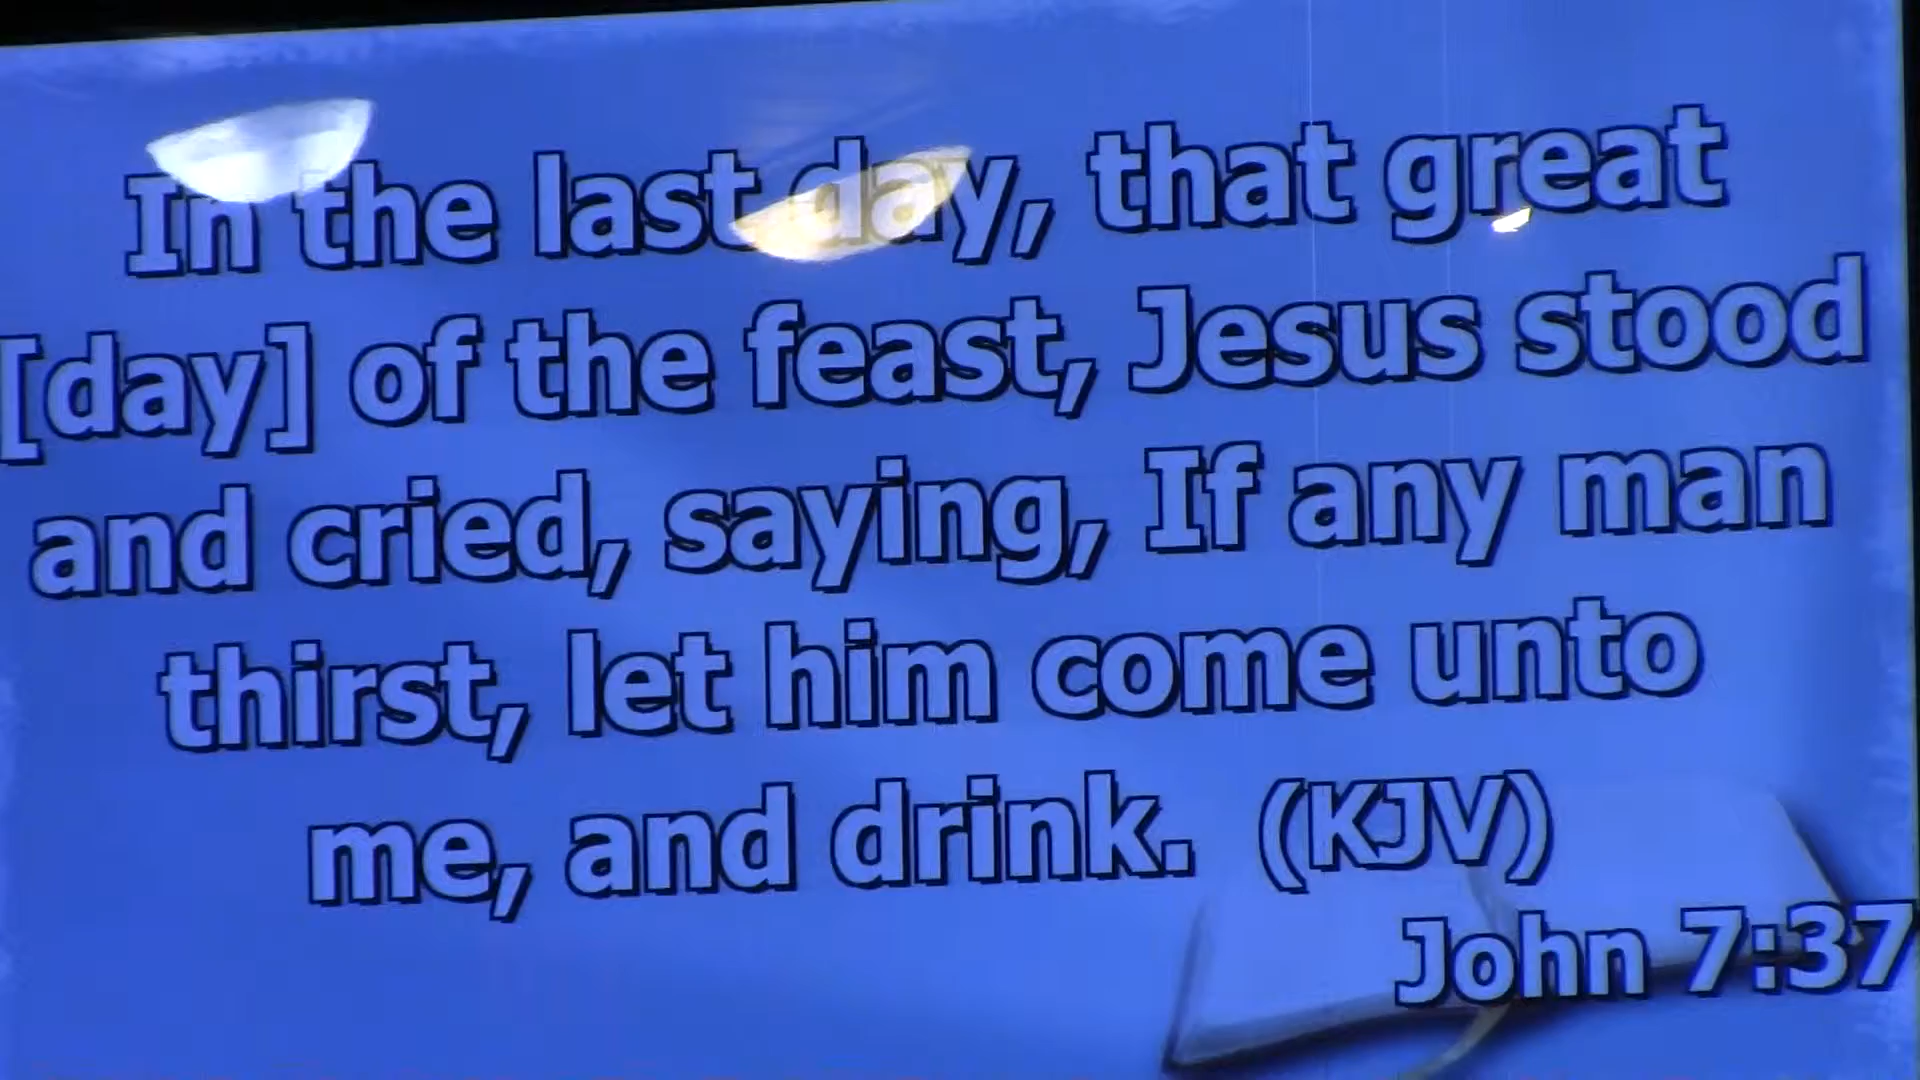 In the last day, that great
[day] of the feast, Jesus stood
and cried, saying, If any man
thirst, let him come unto
me, and drink. (KJV)
John 7:37